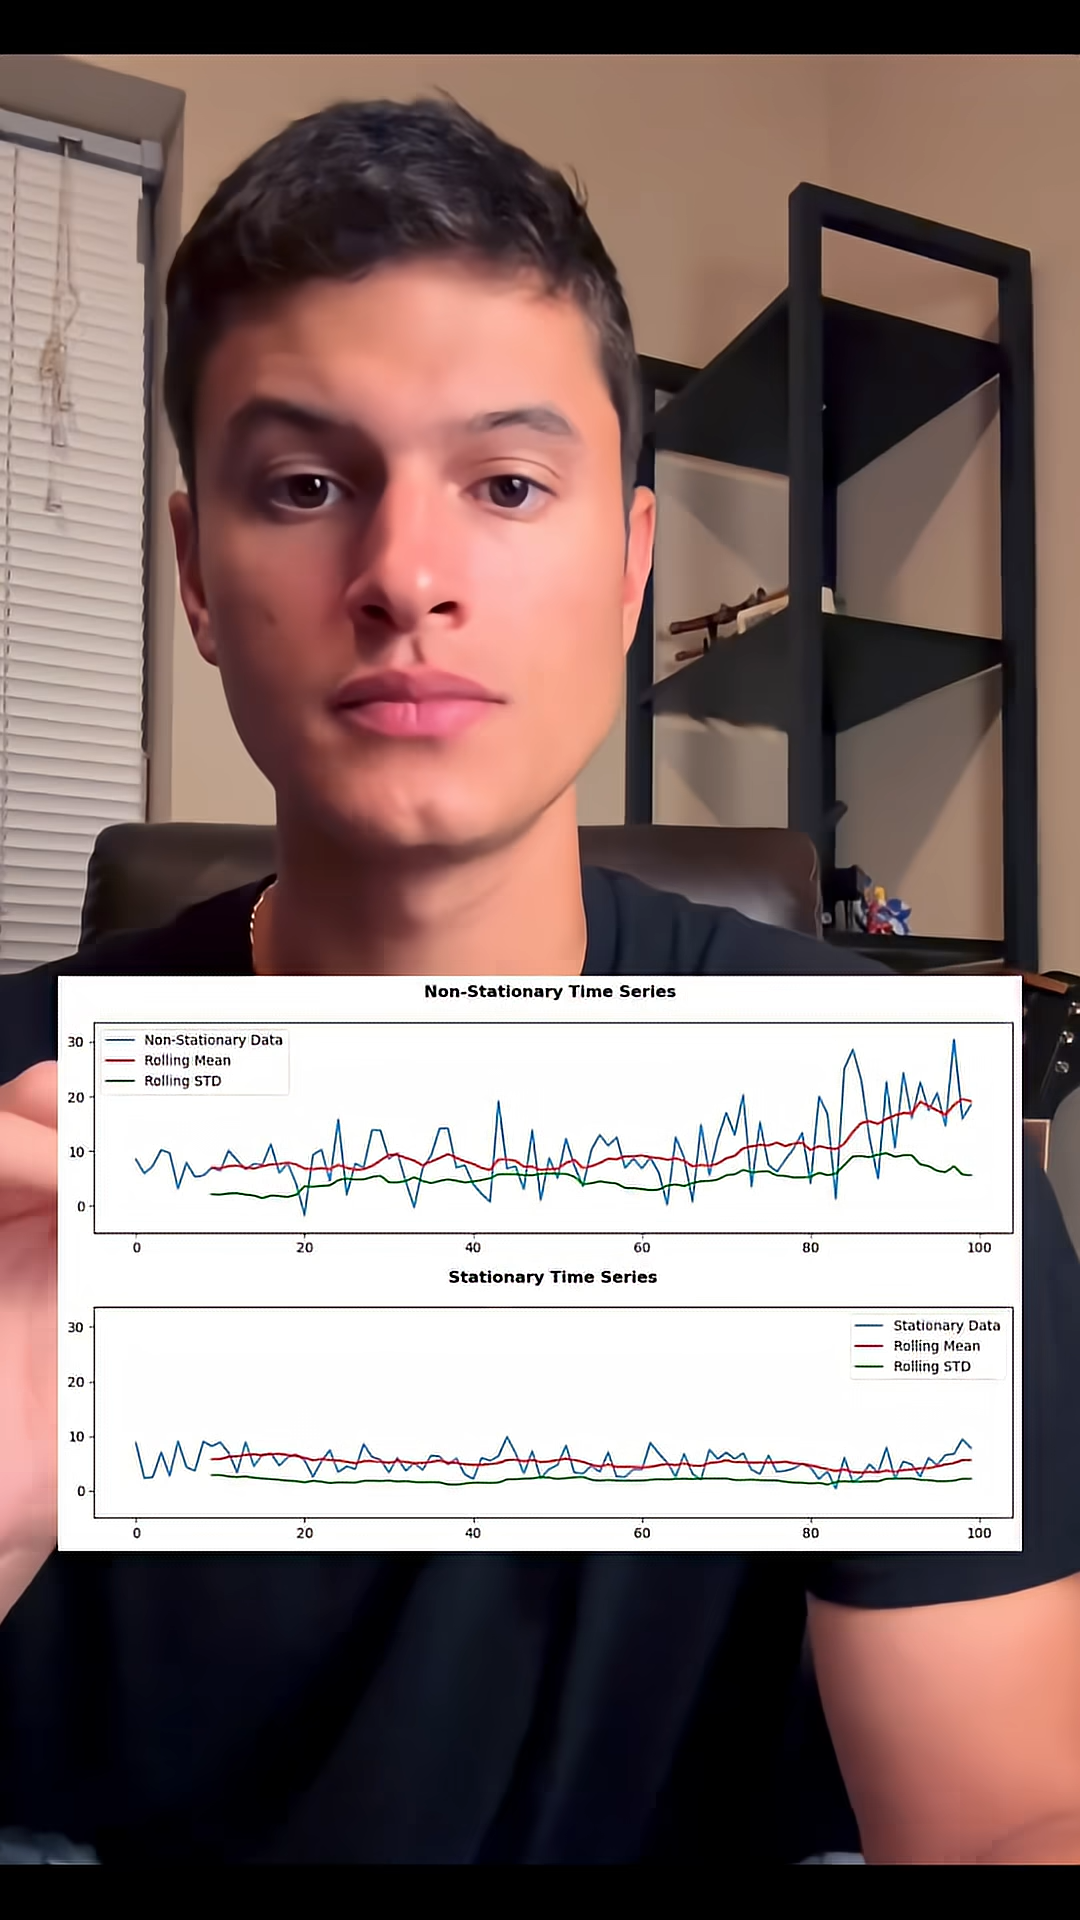 Non-Stationary Time Series
Non-Stationary Data
Rolling Mean
Rolling STD
30
20
10
0
0 20 40 60 80 100
Stationary Time Series
Stationary Data
Rolling Mean
Rolling STD
30
20
10
0
0 20 40 60 80 100